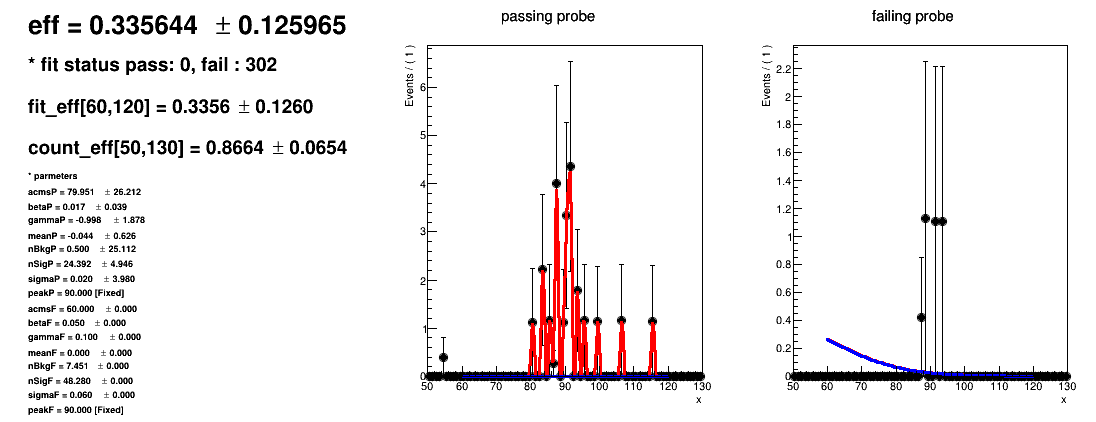 eff = 0.335644 ± 0.125965
* fit status pass: 0, fail : 302
fit_eff[60,120] = 0.3356 ± 0.1260
count_eff[50,130] = 0.8664 ± 0.0654
* parmeters
acmsP = 79.951 ± 26.212
betaP = 0.017 ± 0.039
gammaP = -0.998 ± 1.878
meanP = -0.044 ± 0.626
nBkgP = 0.500 ± 25.112
nSigP = 24.392 ± 4.946
sigmaP = 0.020 ± 3.980
peakP = 90.000 [Fixed]
acmsF = 60.000 ± 0.000
betaF = 0.050 ± 0.000
gammaF = 0.100 ± 0.000
meanF = 0.000 ± 0.000
nBkgF = 7.451 ± 0.000
nSigF = 48.280 ± 0.000
sigmaF = 0.060 ± 0.000
peakF = 90.000 [Fixed]
passing probe
Events / ( 1 )
6
5
4
3
2
1
0
50 60 70 80 90 100 110 120 130
x
failing probe
Events / ( 1 )
2.2
2
1.8
1.6
1.4
1.2
1
0.8
0.6
0.4
0.2
0
50 60 70 80 90 100 110 120 130
x